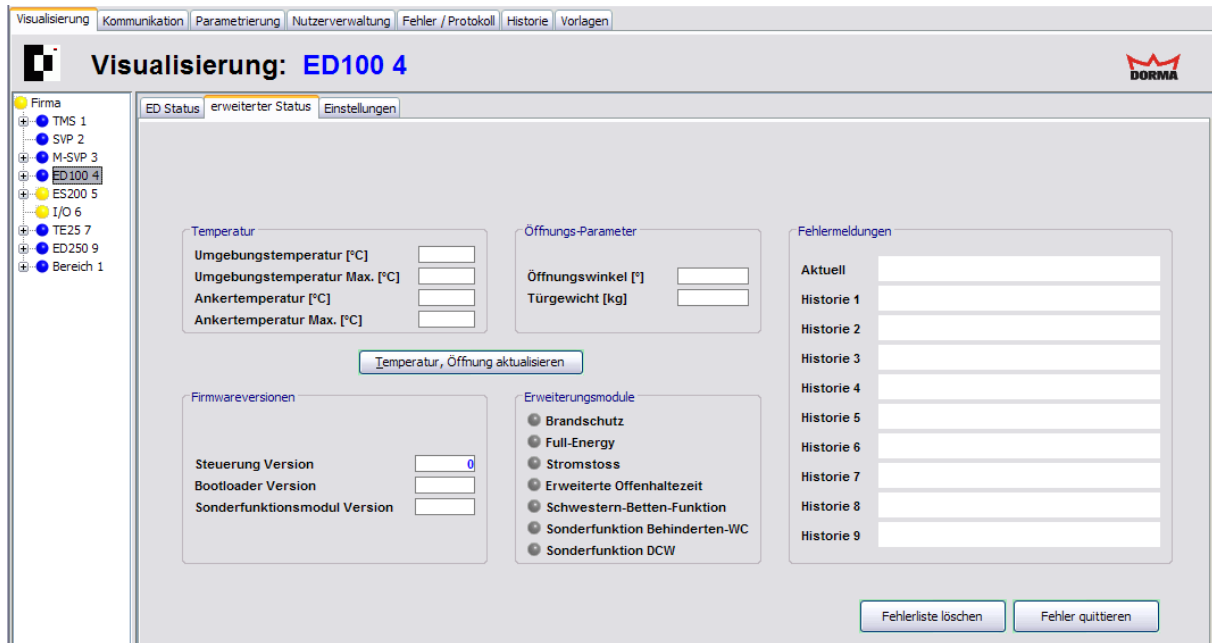 Visualisierung Kommunikation Parametrierung Nutzerverwaltung Fehler / Protokoll Historie Vorlagen
Visualisierung: ED100 4
DORMA
Firma
TMS 1
SVP 2
M-SVP 3
ED100 4
ES200 5
I/O 6
TE25 7
ED250 9
Bereich 1
ED Status erweiterter Status Einstellungen
Temperatur
Umgebungstemperatur [°C]
Umgebungstemperatur Max. [°C]
Ankertemperatur [°C]
Ankertemperatur Max. [°C]
Öffnungs-Parameter
Öffnungswinkel [°]
Türgewicht [kg]
Temperatur, Öffnung aktualisieren
Firmwareversionen
Steuerung Version 0
Bootloader Version
Sonderfunktionsmodul Version
Erweiterungsmodule
Brandschutz
Full-Energy
Stromstoss
Erweiterte Offenhaltezeit
Schwestern-Betten-Funktion
Sonderfunktion Behinderten-WC
Sonderfunktion DCW
Fehlermeldungen
Aktuell
Historie 1
Historie 2
Historie 3
Historie 4
Historie 5
Historie 6
Historie 7
Historie 8
Historie 9
Fehlerliste löschen Fehler quittieren